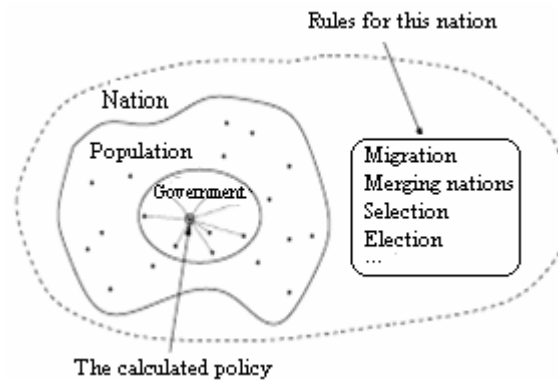 Rules for this nation
Nation
Population
Government
Migration
Merging nations
Selection
Election
...
The calculated policy